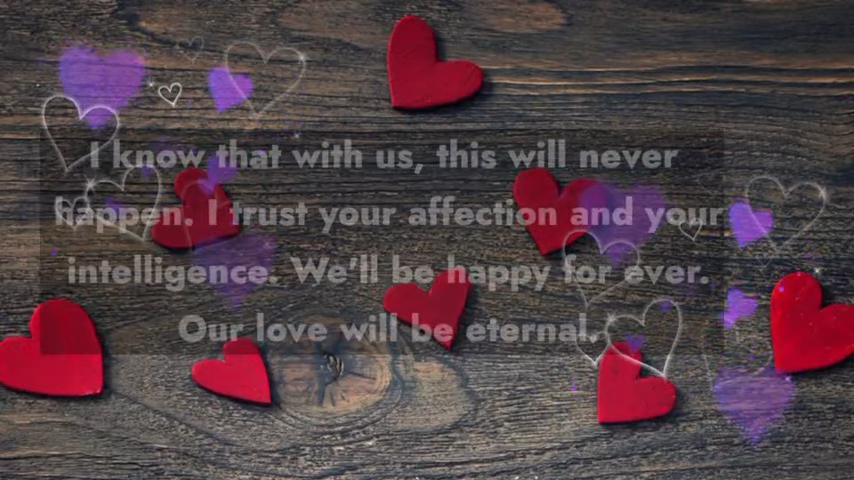 I know that with us, this will never
happen. I trust your affection and your
intelligence. We'll be happy for ever.
Our love will be eternal.